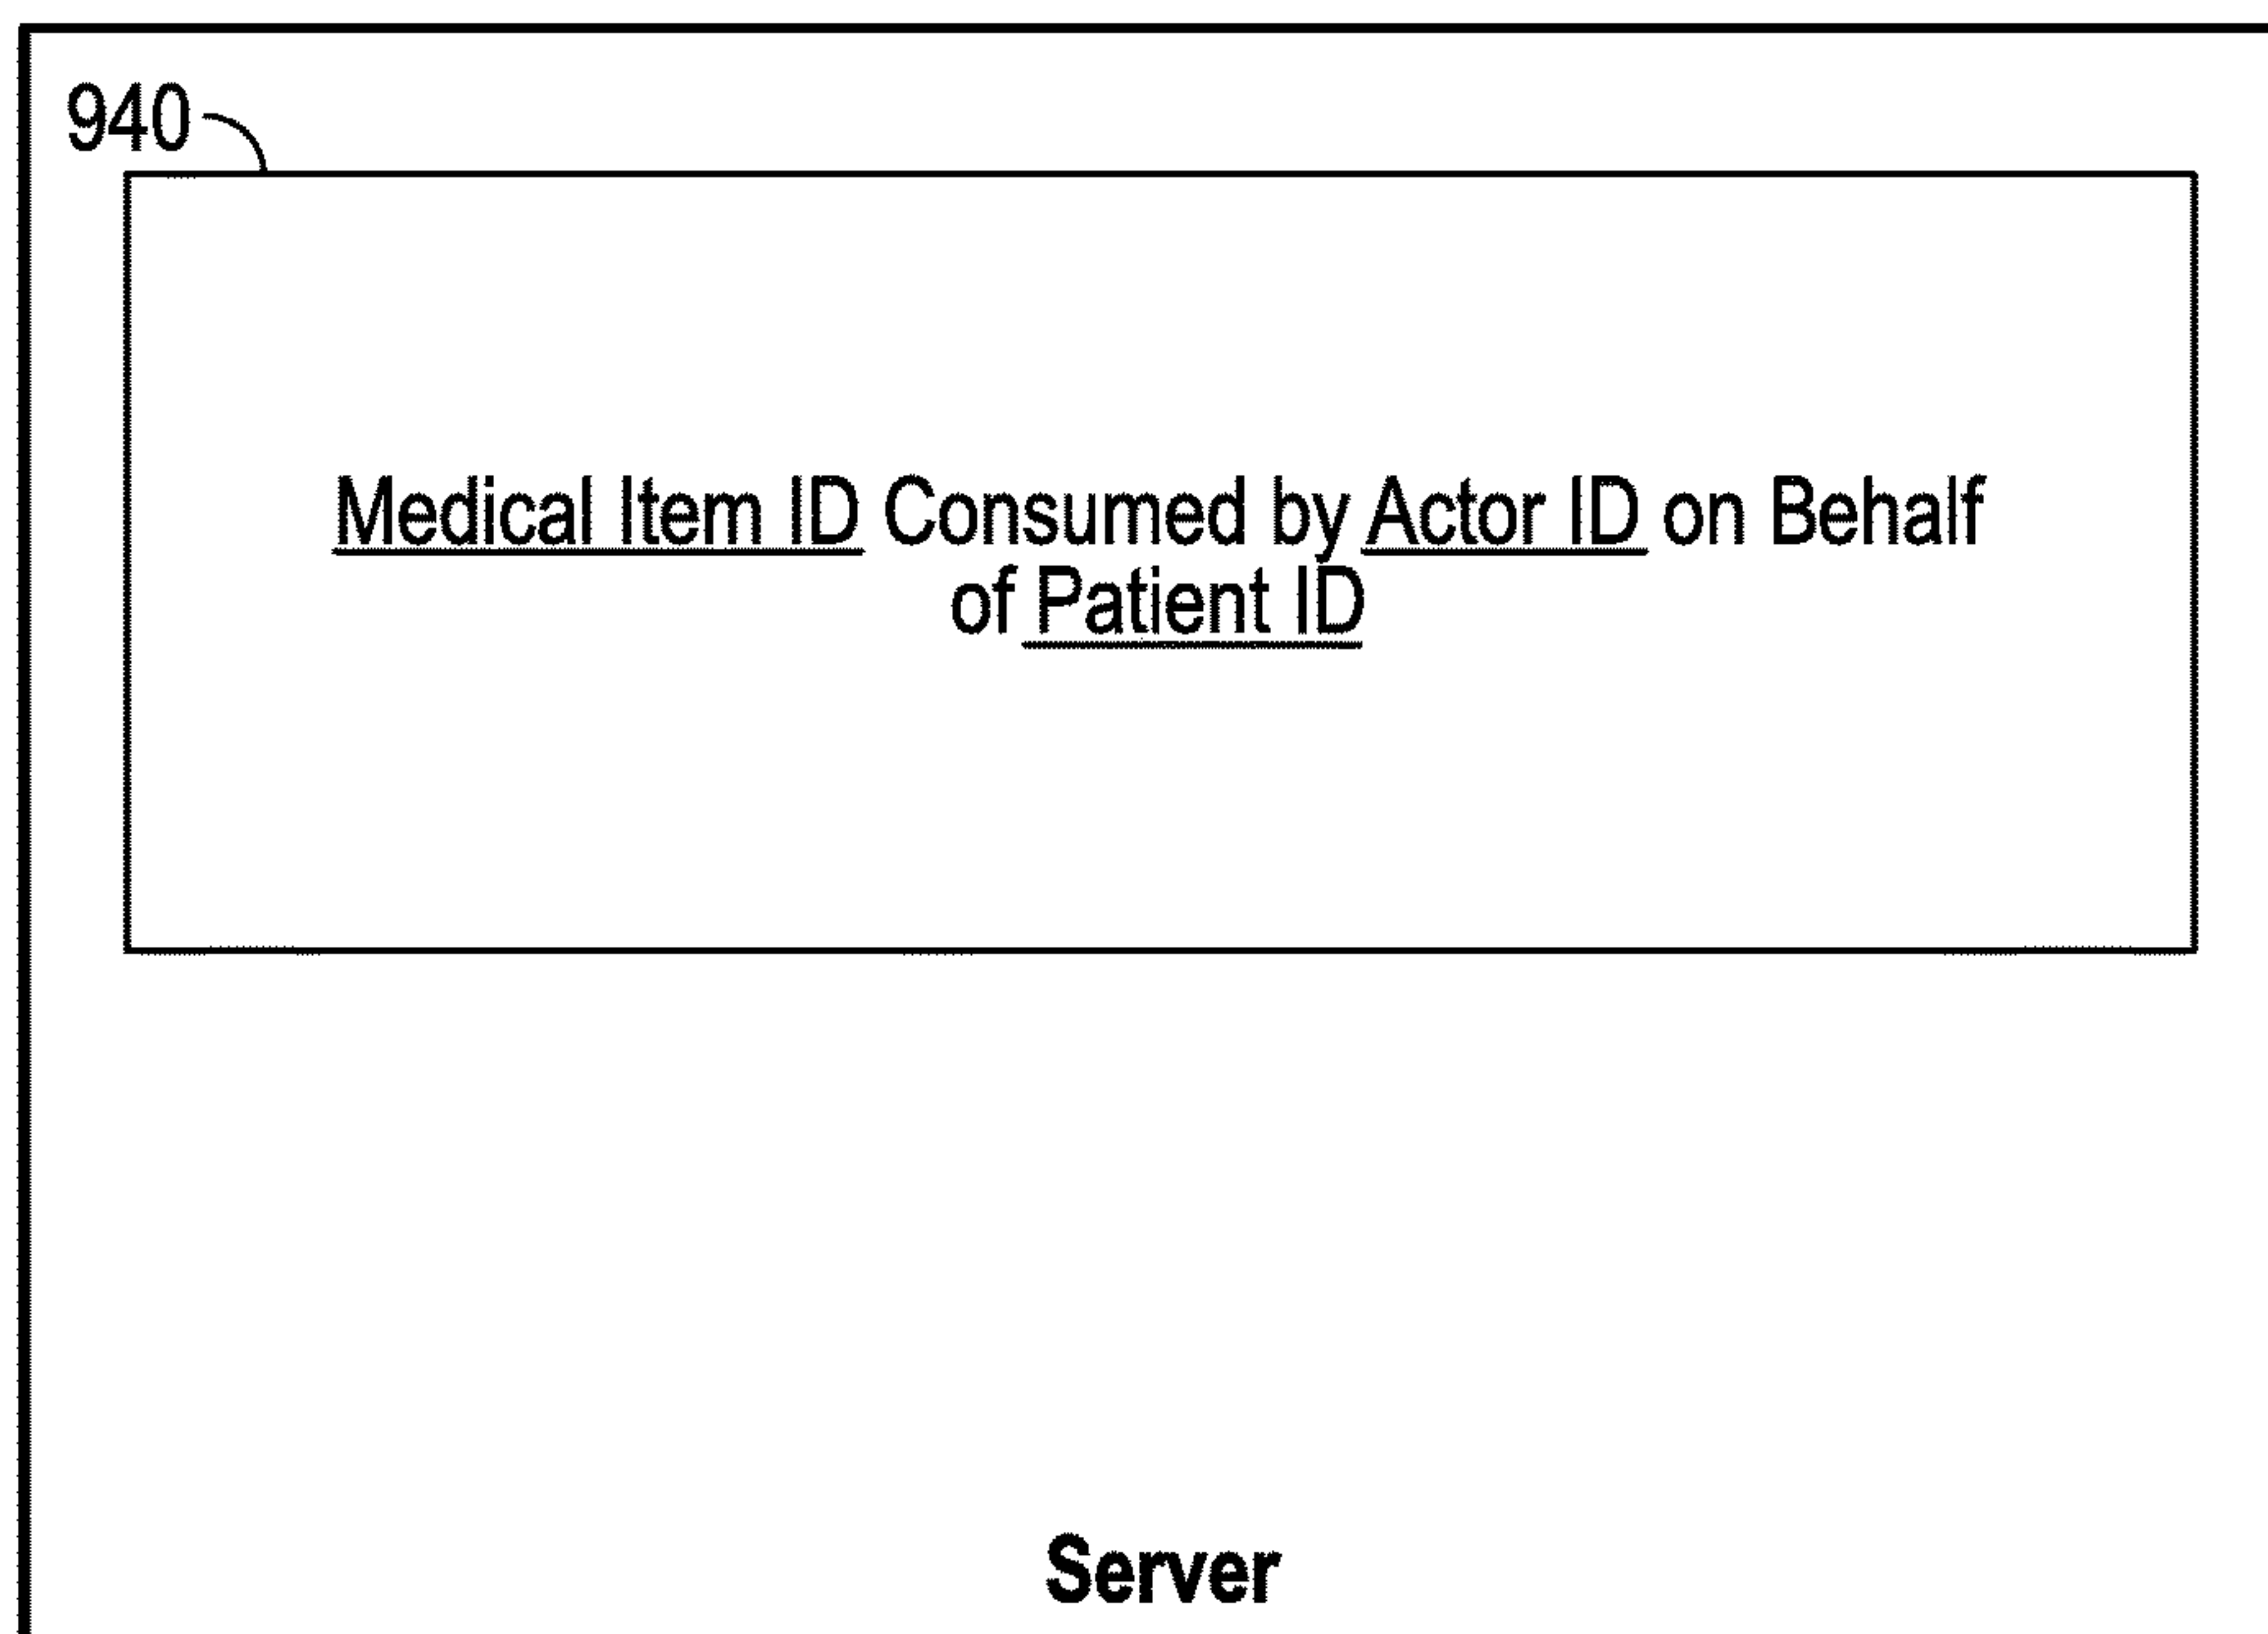 940
Medical Item ID Consumed by Actor ID on Behalf
of Patient ID
Server